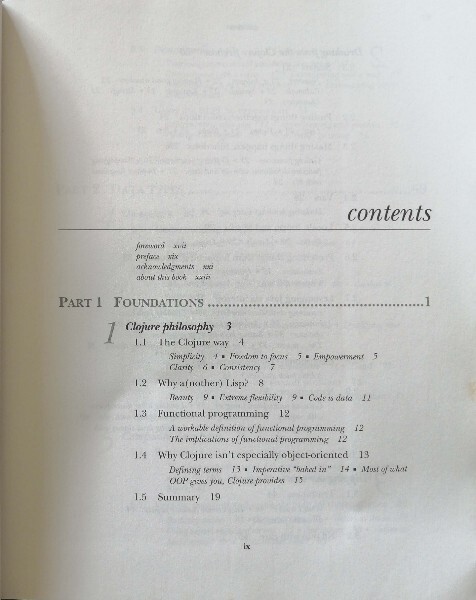 contents
foreword xvii
preface xix
acknowledgments xxi
about this book xxiii
PART 1 FOUNDATIONS ...................................................1
1 Clojure philosophy 3
1.1 The Clojure way 4
Simplicity 4 ▪ Freedom to focus 5 ▪ Empowerment 5
Clarity 6 ▪ Consistency 7
1.2 Why a(nother) Lisp? 8
Beauty 9 ▪ Extreme flexibility 9 ▪ Code is data 11
1.3 Functional programming 12
A workable definition of functional programming 12
The implications of functional programming 12
1.4 Why Clojure isn't especially object-oriented 13
Defining terms 13 ▪ Imperative "baked in" 14 ▪ Most of what
OOP gives you, Clojure provides 15
1.5 Summary 19
ix